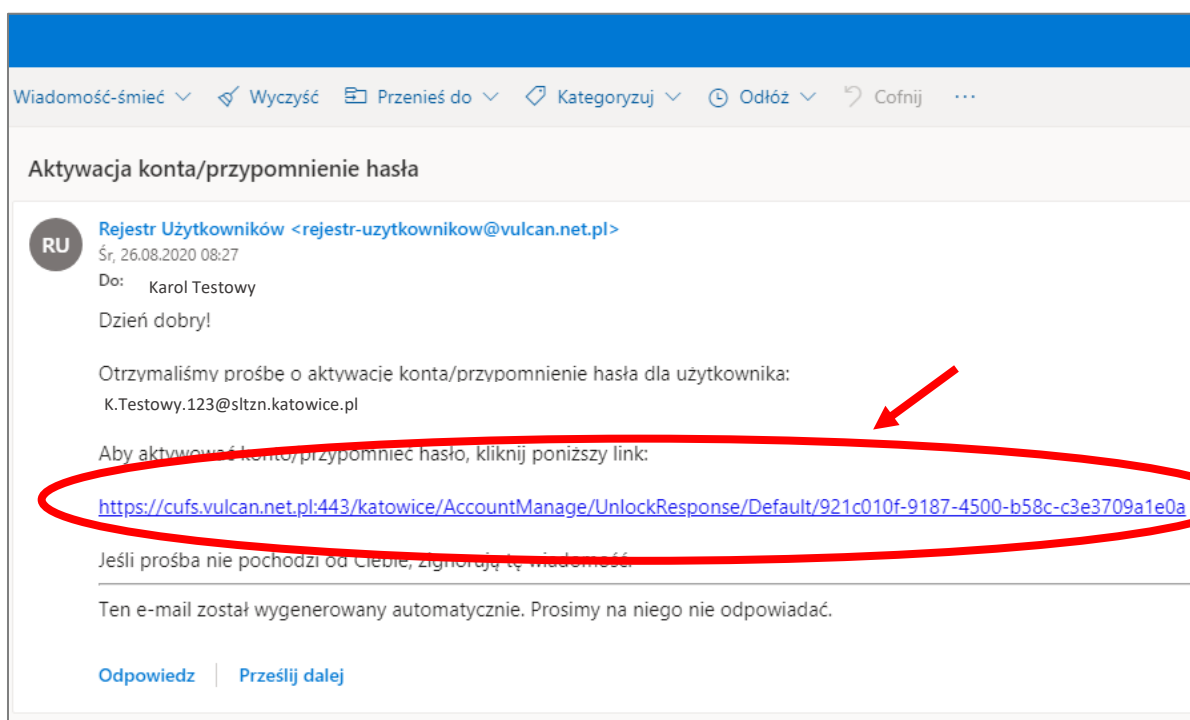 Wiadomość-śmieć Wyczyść Przenieś do Kategoryzuj Odłóż Cofnij ...
Aktywacja konta/przypomnienie hasła
RU
Rejestr Użytkowników <rejestr-uzytkownikow@vulcan.net.pl>
Śr, 26.08.2020 08:27
Do: Karol Testowy
Dzień dobry!
Otrzymaliśmy prośbę o aktywację konta/przypomnienie hasła dla użytkownika:
K.Testowy.123@sltzn.katowice.pl
Aby aktywować konto/przypomnieć hasło, kliknij poniższy link:
https://cufs.vulcan.net.pl:443/katowice/AccountManage/UnlockResponse/Default/921c010f-9187-4500-b58c-c3e3709a1e0a
Jeśli prośba nie pochodzi od Ciebie, zignoruj tę wiadomość.
Ten e-mail został wygenerowany automatycznie. Prosimy na niego nie odpowiadać.
Odpowiedz Prześlij dalej